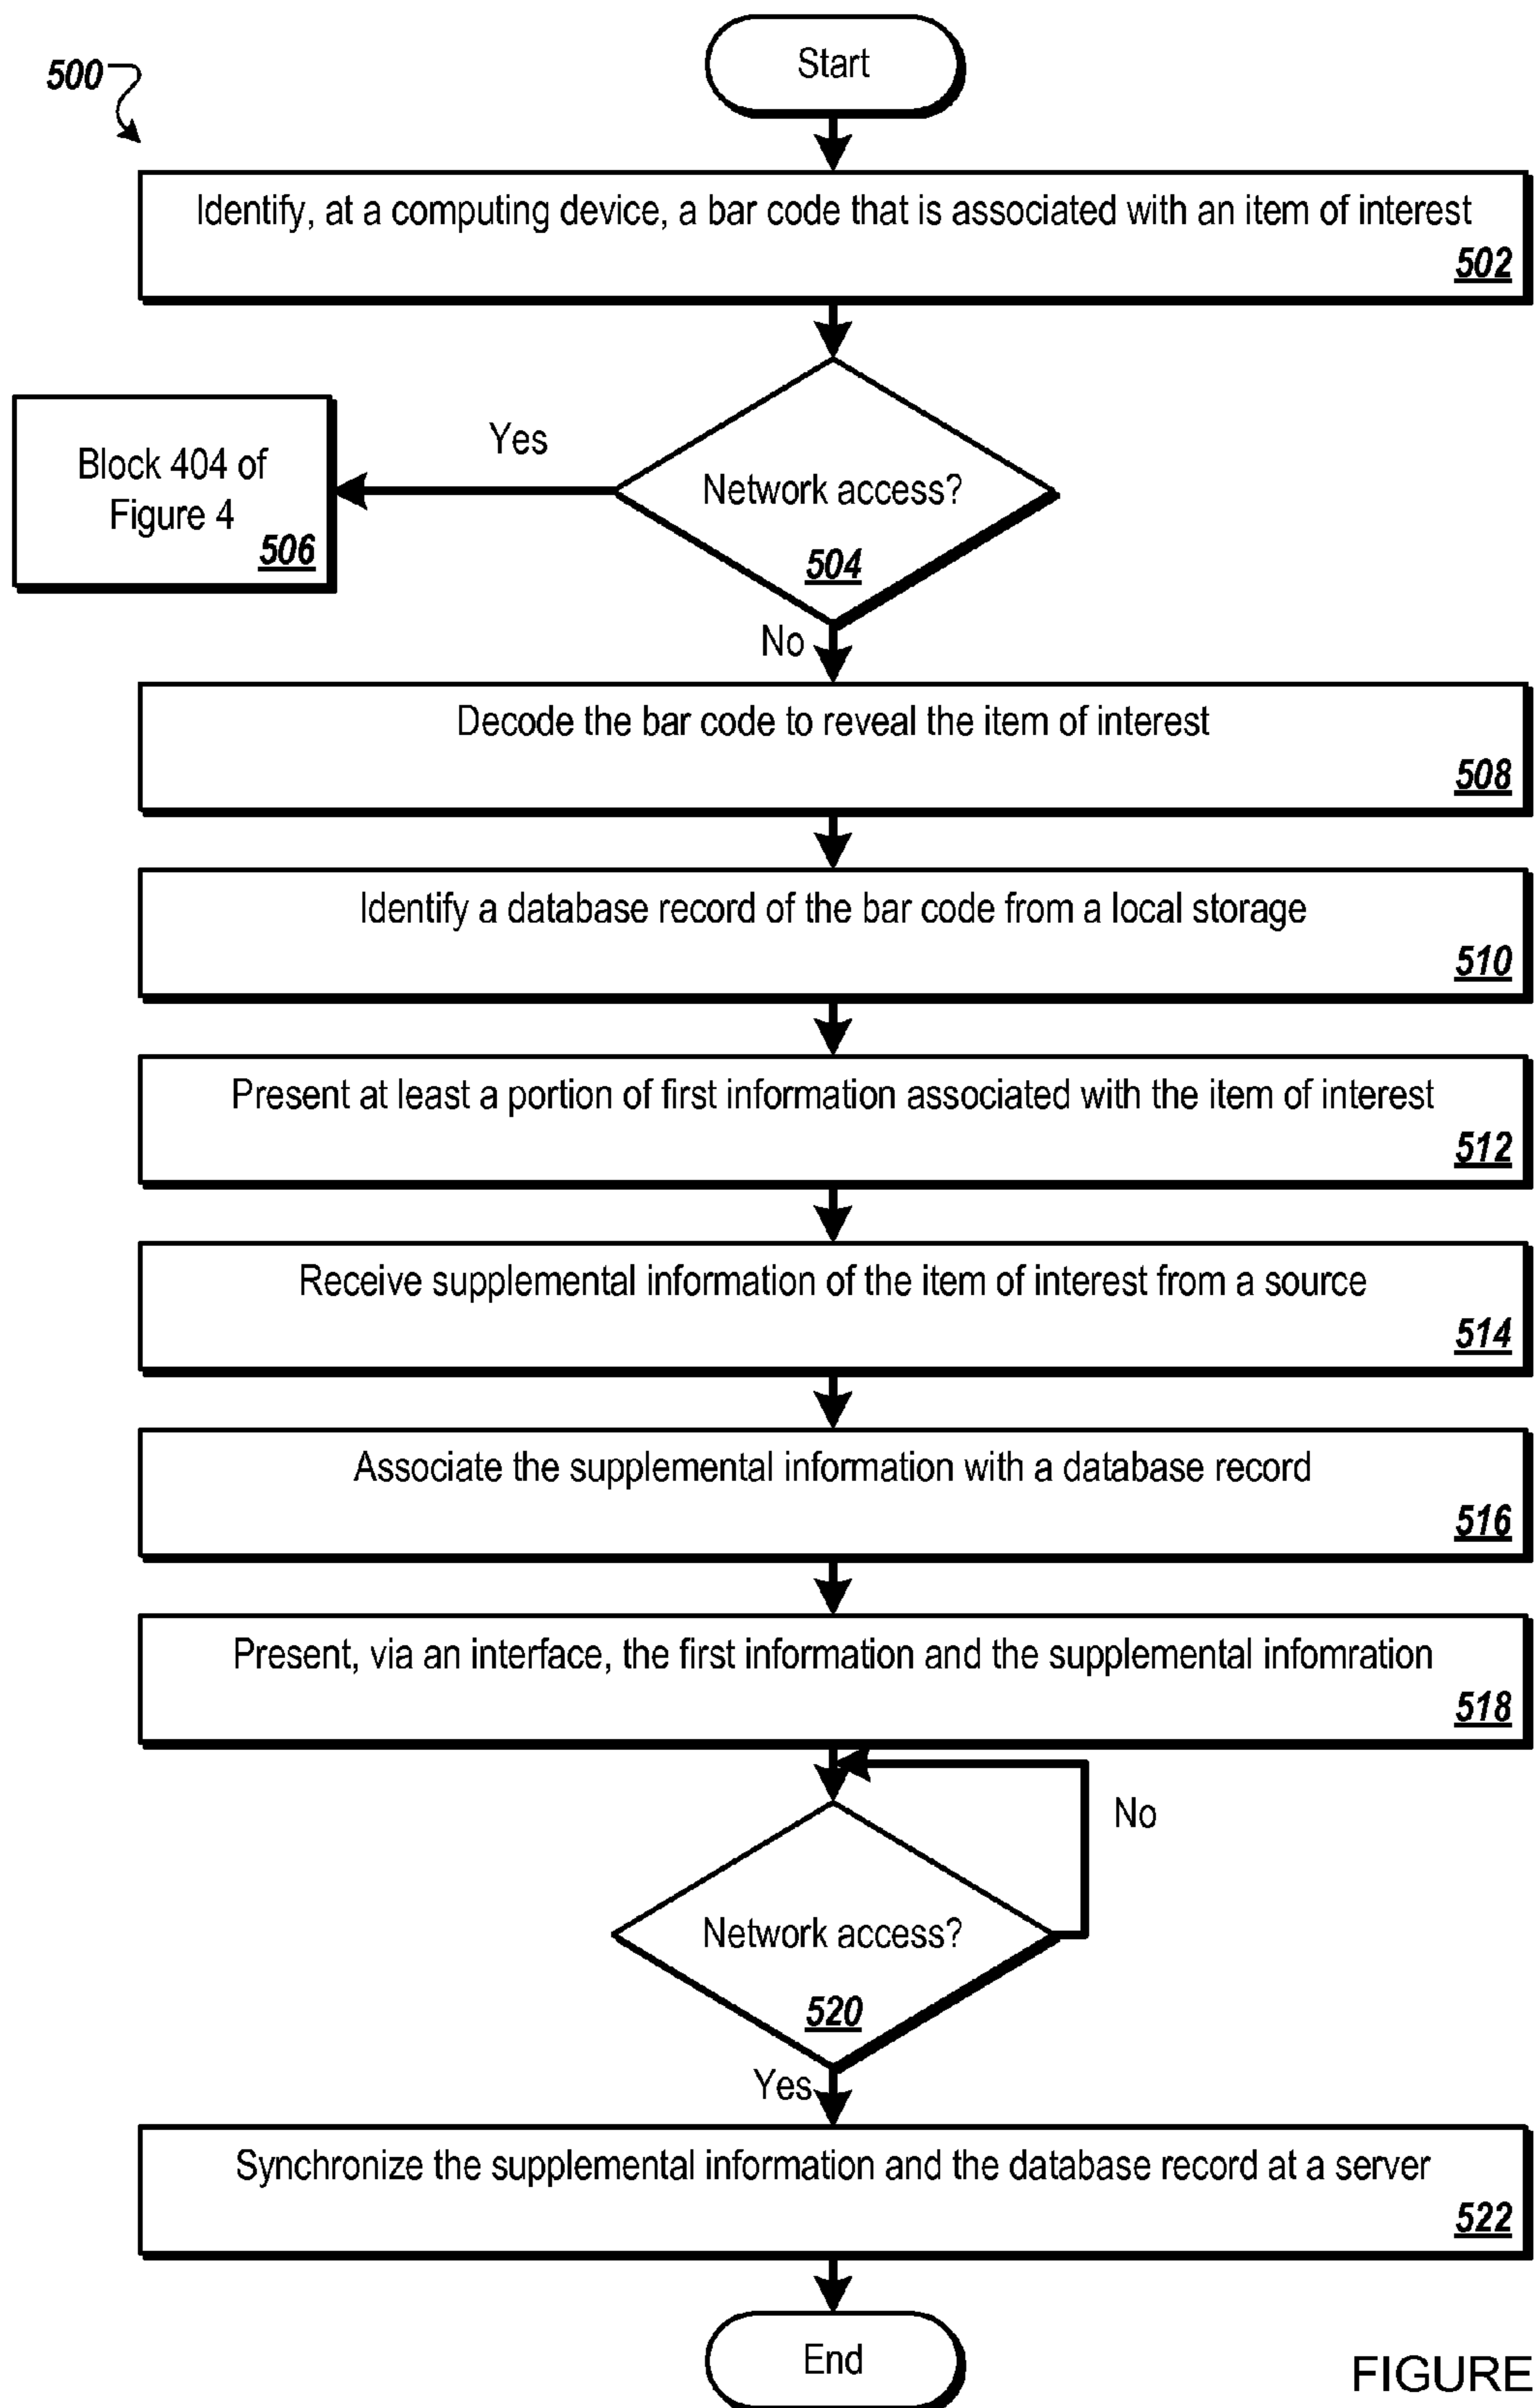 Start
500
Identify, at a computing device, a bar code that is associated with an item of interest
502
Yes
Block 404 of
Figure 4
506
Network access?
504
No
Decode the bar code to reveal the item of interest
508
Identify a database record of the bar code from a local storage
510
Present at least a portion of first information associated with the item of interest
512
Receive supplemental information of the item of interest from a source
514
Associate the supplemental information with a database record
516
Present, via an interface, the first information and the supplemental infomration
518
No
Network access?
520
Yes
Synchronize the supplemental information and the database record at a server
522
End
FIGURE